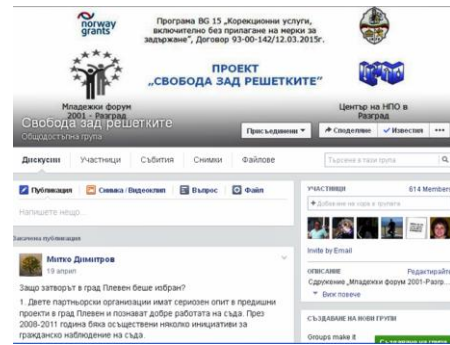 norway
grants
Програма BG 15 „Корекционни услуги,
включително без прилагане на мерки за
задържане", Договор 93-00-142/12.03.2015г.
ПРОЕКТ
„СВОБОДА ЗАД РЕШЕТКИТЕ"
Младежки форум
2001 - Разград
Център на НПО в
Разград
Свобода зад решетките
Общодостъпна група
Присъединени
Споделяне
Известия
Дискусии
Участници
Събития
Снимки
Файлове
Търсене в тази група
Публикация
Снимка / Видеоклип
Въпрос
Файл
Напишете нещо...
Закачена публикация
Митко Димитров
19 април
Защо затворът в град Плевен беше избран?
1. Двете партньорски организации имат сериозен опит в предишни
проекти в град Плевен и познават добре работата на съда. През
2008-2011 година бяха осъществени няколко инициативи за
гражданско наблюдение на съда.
УЧАСТНИЦИ
614 Members
Добавяне на хора в групата
Invite by Email
ОПИСАНИЕ
Редактирайте
Сдружение „Младежки форум 2001-Разгр...
Виж повече
СЪЗДАВАНЕ НА НОВИ ГРУПИ
Groups make it
Създаване на група